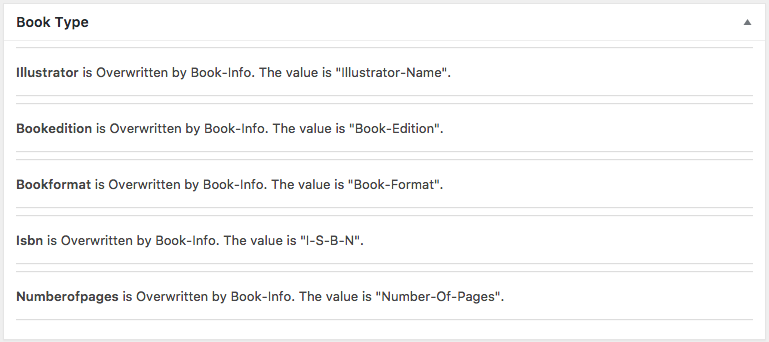 Book Type
Illustrator is Overwritten by Book-Info. The value is "Illustrator-Name".
Bookedition is Overwritten by Book-Info. The value is "Book-Edition".
Bookformat is Overwritten by Book-Info. The value is "Book-Format".
Isbn is Overwritten by Book-Info. The value is "I-S-B-N".
Numberofpages is Overwritten by Book-Info. The value is "Number-Of-Pages".